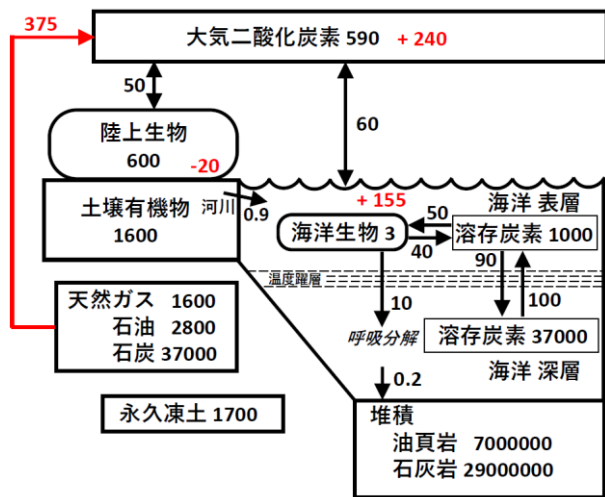 375
大気二酸化炭素 590 + 240
50
60
陸上生物
600
-20
土壌有機物
1600
河川
0.9
+ 155
海洋 表層
海洋生物 3
50
40
溶存炭素 1000
90
温度躍層
100
天然ガス 1600
石油 2800
石炭 37000
10
呼吸分解
溶存炭素 37000
海洋 深層
0.2
永久凍土 1700
堆積
油頁岩 7000000
石灰岩 29000000